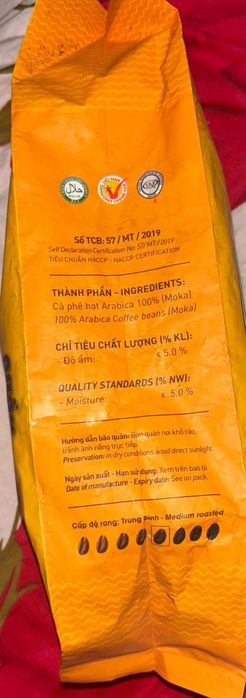 HALAL
Số TCB: 57/MT/2019
Self Declaration Certification No: 57/MT/2019
TIÊU CHUẨN HACCP - HACCP CERTIFICATION
THÀNH PHẦN - INGREDIENTS:
Cà phê hạt Arabica 100% (Moka)
100% Arabica Coffee beans (Moka)
CHỈ TIÊU CHẤT LƯỢNG (% KL):
- Độ ẩm: ≤ 5.0 %
QUALITY STANDARDS (% NW):
- Moisture: ≤ 5.0 %
Hướng dẫn bảo quản: Bảo quản nơi khô ráo,
tránh ánh nắng trực tiếp.
Preservation: in dry conditions avoid direct sunlight.
Ngày sản xuất - Hạn sử dụng: Xem trên bao bì
Date of manufacture - Expiry date: See on pack.
Cấp độ rang: Trung Bình - Medium roasted